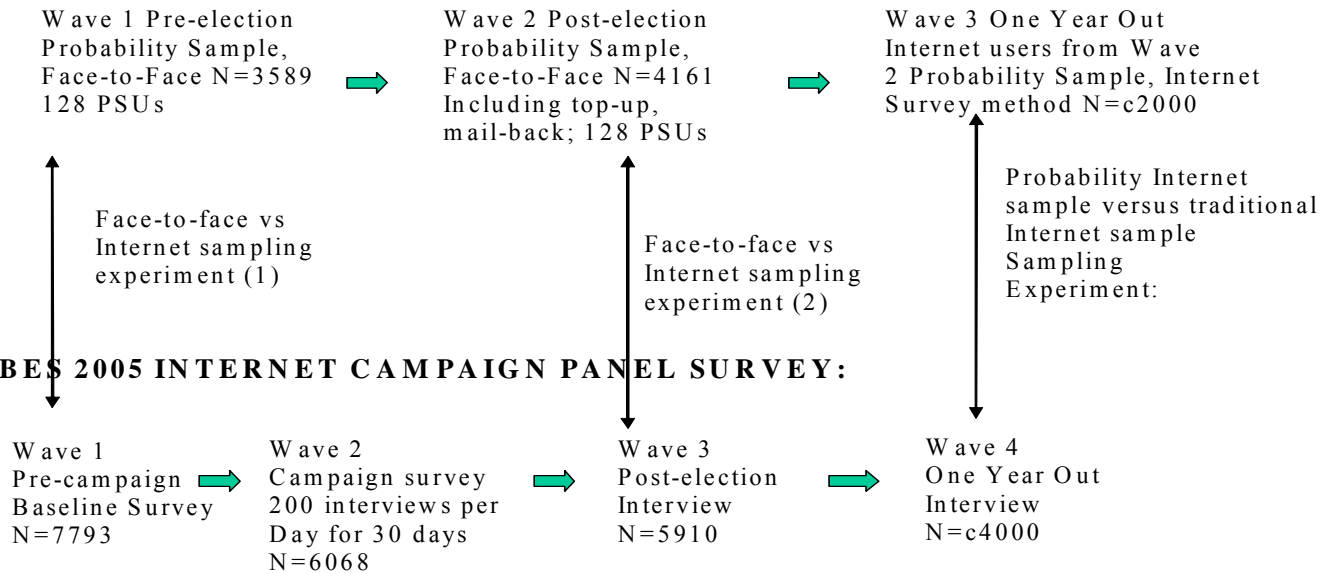 Wave 1 Pre-election
Probability Sample,
Face-to-Face N=3589
128 PSUs
Wave 2 Post-election
Probability Sample,
Face-to-Face N=4161
Including top-up,
mail-back; 128 PSUs
Wave 3 One Year Out
Internet users from Wave
2 Probability Sample, Internet
Survey method N=c2000
Face-to-face vs
Internet sampling
experiment (1)
Face-to-face vs
Internet sampling
experiment (2)
Probability Internet
sample versus traditional
Internet sample
Sampling
Experiment:
BES 2005 INTERNET CAMPAIGN PANEL SURVEY:
Wave 1
Pre-campaign
Baseline Survey
N=7793
Wave 2
Campaign survey
200 interviews per
Day for 30 days
N=6068
Wave 3
Post-election
Interview
N=5910
Wave 4
One Year Out
Interview
N=c4000